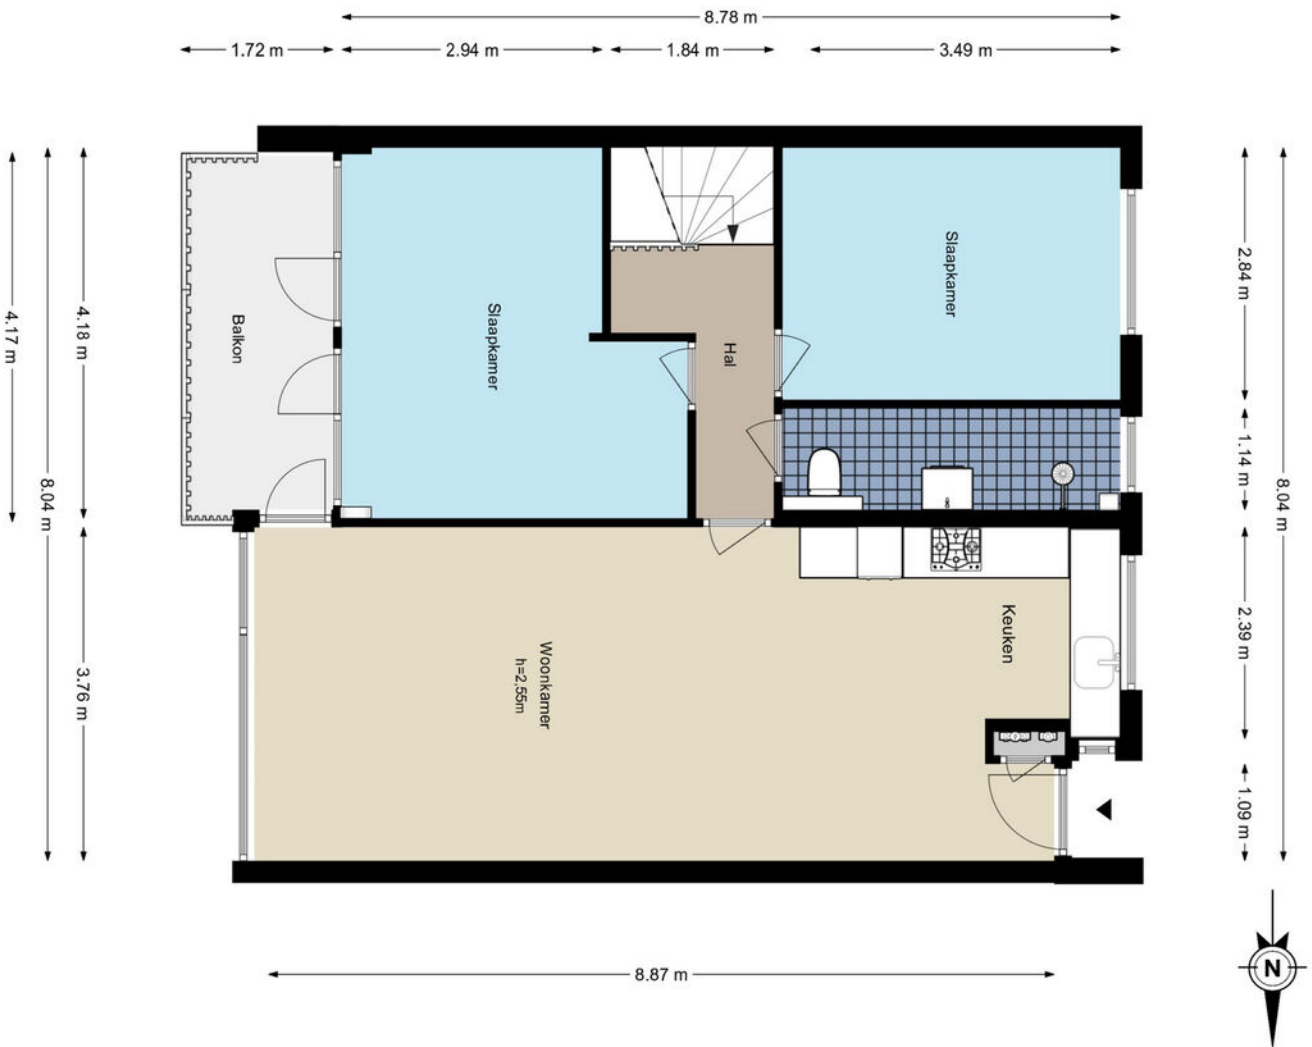 8.78 m
1.72 m
2.94 m
1.84 m
3.49 m
4.17 m
8.04 m
4.18 m
3.76 m
Balkon
Slaapkamer
Hal
Slaapkamer
Woonkamer
h=2,55m
Keuken
2.84 m
1.14 m
2.39 m
1.09 m
8.04 m
8.87 m
N